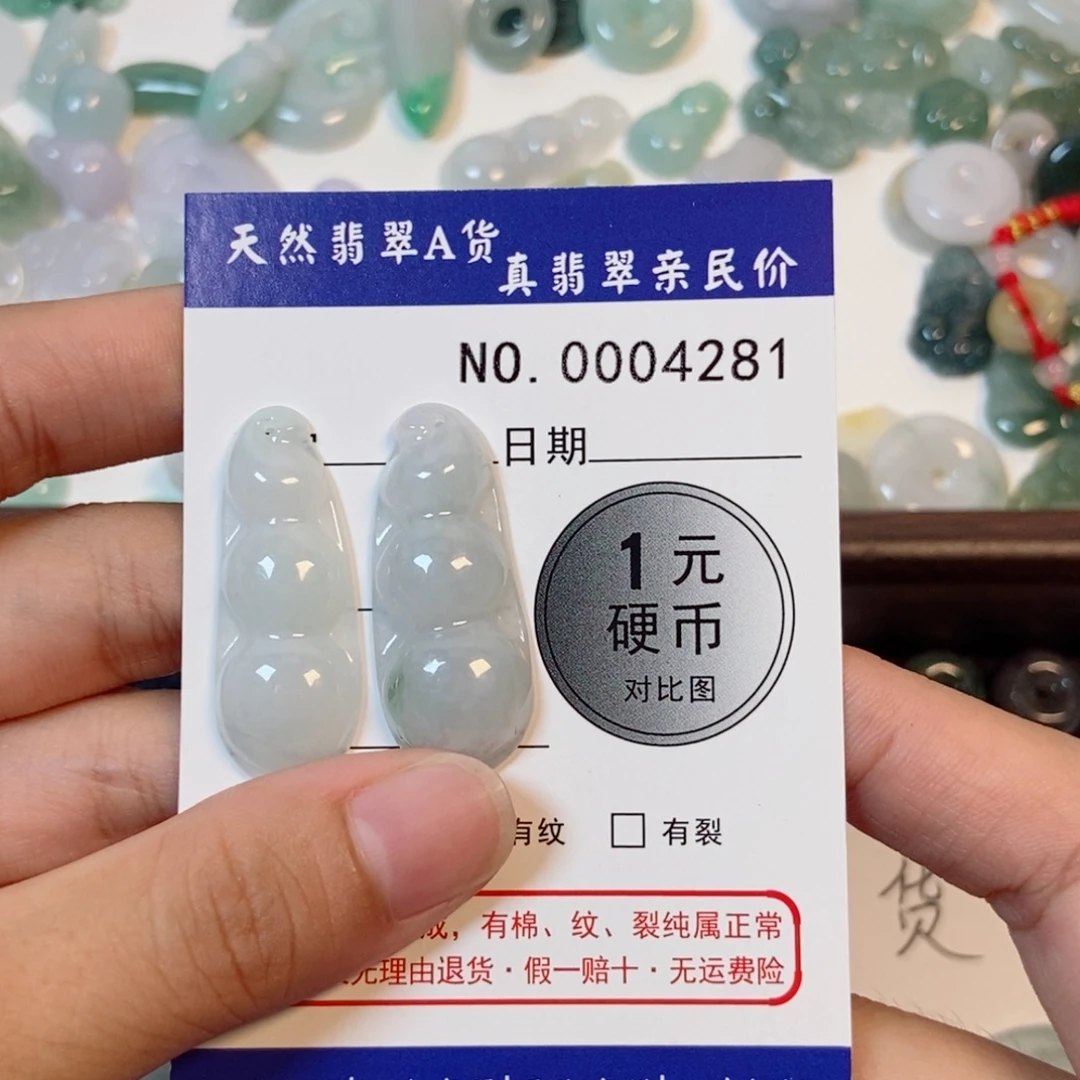 天然翡翠A货
真翡翠亲民价
NO. 0004281
日期
1元
硬币
对比图
有纹 □ 有裂
成，有棉、纹、裂纯属正常
无理由退货·假一赔十·无运费险
货